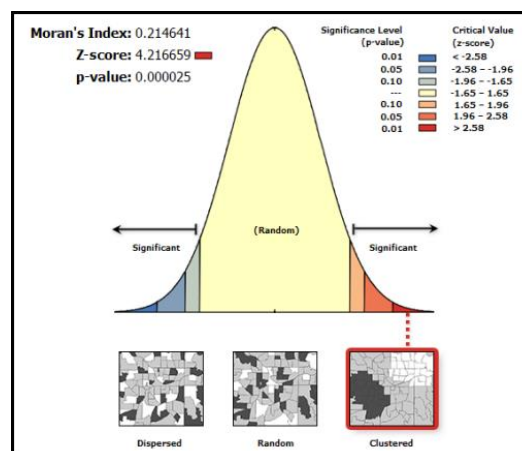 Moran's Index: 0.214641
Z-score: 4.216659
p-value: 0.000025
Significance Level
(p-value)
Critical Value
(z-score)
0.01 < -2.58
0.05 -2.58 - -1.96
0.10 -1.96 - -1.65
--- -1.65 - 1.65
0.10 1.65 - 1.96
0.05 1.96 - 2.58
0.01 > 2.58
Significant
(Random)
Significant
Dispersed
Random
Clustered